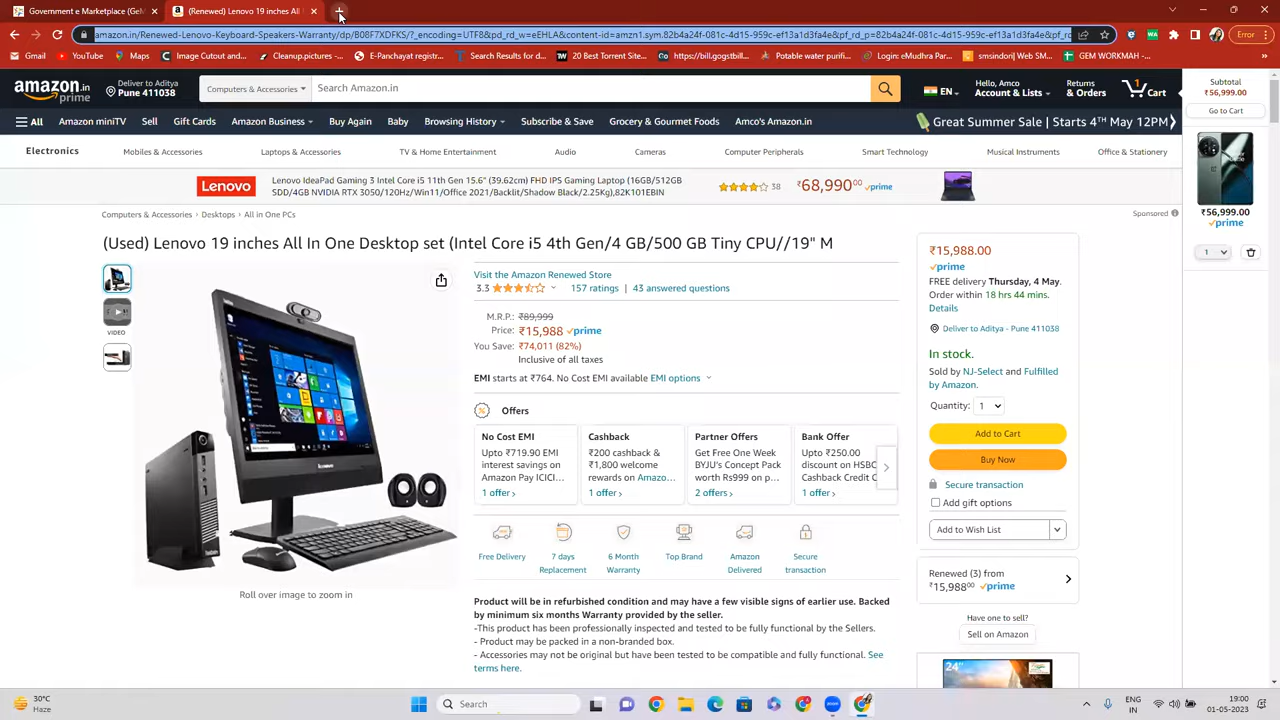 Government e Marketplace (GeM
(Renewed) Lenovo 19 inches All
amazon.in/Renewed-Lenovo-Keyboard-Speakers-Warranty/dp/B08F7XDFKS/?_encoding=UTF8&pd_rd_w=eEHLA&content-id=amzn1.sym.82b4a24f-081c-4d15-959c-ef13a1d3fa4e&pf_rd_p=82b4a24f-081c-4d15-959c-ef13a1d3fa4e&pf_r
Error
Gmail
YouTube
Maps
Image Cutout and...
(3) Facebook
E-Panchayat registr...
Search Results for d...
20 Best Torrent Site...
https://bill.gogstbill...
Potable water purifi...
Loginc eMudhra Par...
smsindori Web SM...
GEM WORKMAH -...
amazon
prime
Deliver to Aditya
Pune 411038
Computers & Accessories
Search Amazon.in
EN
Hello, Amco
Account & Lists
Returns
& Orders
1
Cart
Subtotal
₹56,999.00
Go to Cart
All
Amazon miniTV
Sell
Gift Cards
Amazon Business
Buy Again
Baby
Browsing History
Subscribe & Save
Grocery & Gourmet Foods
Amco's Amazon.in
Great Summer Sale | Starts 4TH MAY 12PM
Electronics
Mobiles & Accessories
Laptops & Accessories
TV & Home Entertainment
Audio
Cameras
Computer Peripherals
Smart Technology
Musical Instruments
Office & Stationery
Lenovo
Lenovo IdeaPad Gaming 3 Intel Core i5 11th Gen 15.6" (39.62cm) FHD IPS Gaming Laptop (16GB/512GB
SDD/4GB NVIDIA RTX 3050/120Hz/Win11/Office 2021/Backlit/Shadow Black/2.25Kg),82K101EBIN
38
₹68,990⁰⁰ prime
₹56,999.00
prime
1
Computers & Accessories › Desktops › All in One PCs
Sponsored
(Used) Lenovo 19 inches All In One Desktop set (Intel Core i5 4th Gen/4 GB/500 GB Tiny CPU//19" M
VIDEO
Roll over image to zoom in
Visit the Amazon Renewed Store
3.3
157 ratings | 43 answered questions
M.R.P.: ₹89,999
Price: ₹15,988 prime
You Save: ₹74,011 (82%)
Inclusive of all taxes
EMI starts at ₹764. No Cost EMI available EMI options
Offers
No Cost EMI
Upto ₹719.90 EMI
interest savings on
Amazon Pay ICICI...
1 offer ›
Cashback
₹200 cashback &
₹1,800 welcome
rewards on Amazo...
1 offer ›
Partner Offers
Get Free One Week
BYJU's Concept Pack
worth Rs999 on p...
2 offers ›
Bank Offer
Upto ₹250.00
discount on HSBC
Cashback Credit C
1 offer ›
Free Delivery
7 days
Replacement
6 Month
Warranty
Top Brand
Amazon
Delivered
Secure
transaction
Product will be in refurbished condition and may have a few visible signs of earlier use. Backed
by minimum six months Warranty provided by the seller.
-This product has been professionally inspected and tested to be fully functional by the Sellers.
- Product may be packed in a non-branded box.
- Accessories may not be original but have been tested to be compatible and fully functional. See
terms here.
₹15,988.00
prime
FREE delivery Thursday, 4 May.
Order within 18 hrs 44 mins.
Details
Deliver to Aditya - Pune 411038
In stock.
Sold by NJ-Select and Fulfilled
by Amazon.
Quantity: 1
Add to Cart
Buy Now
Secure transaction
Add gift options
Add to Wish List
Renewed (3) from
₹15,988⁰⁰ prime
Have one to sell?
Sell on Amazon
24"
30°C
Haze
Search
zoom
ENG
IN
19:00
01-05-2023